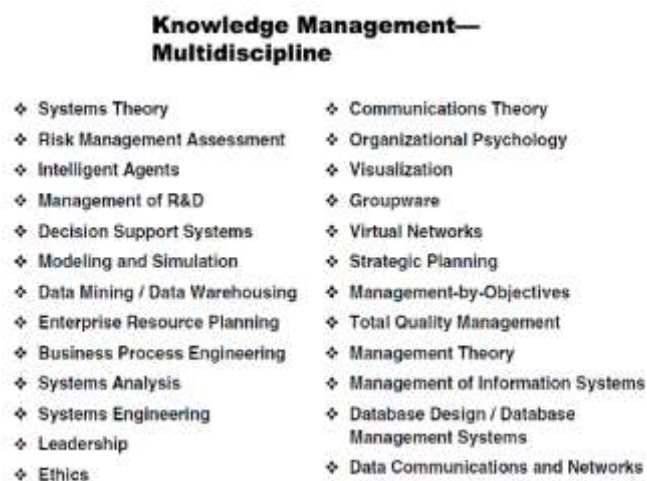 Knowledge Management—
Multidiscipline
❖ Systems Theory
❖ Risk Management Assessment
❖ Intelligent Agents
❖ Management of R&D
❖ Decision Support Systems
❖ Modeling and Simulation
❖ Data Mining / Data Warehousing
❖ Enterprise Resource Planning
❖ Business Process Engineering
❖ Systems Analysis
❖ Systems Engineering
❖ Leadership
❖ Ethics
❖ Communications Theory
❖ Organizational Psychology
❖ Visualization
❖ Groupware
❖ Virtual Networks
❖ Strategic Planning
❖ Management-by-Objectives
❖ Total Quality Management
❖ Management Theory
❖ Management of Information Systems
❖ Database Design / Database
Management Systems
❖ Data Communications and Networks